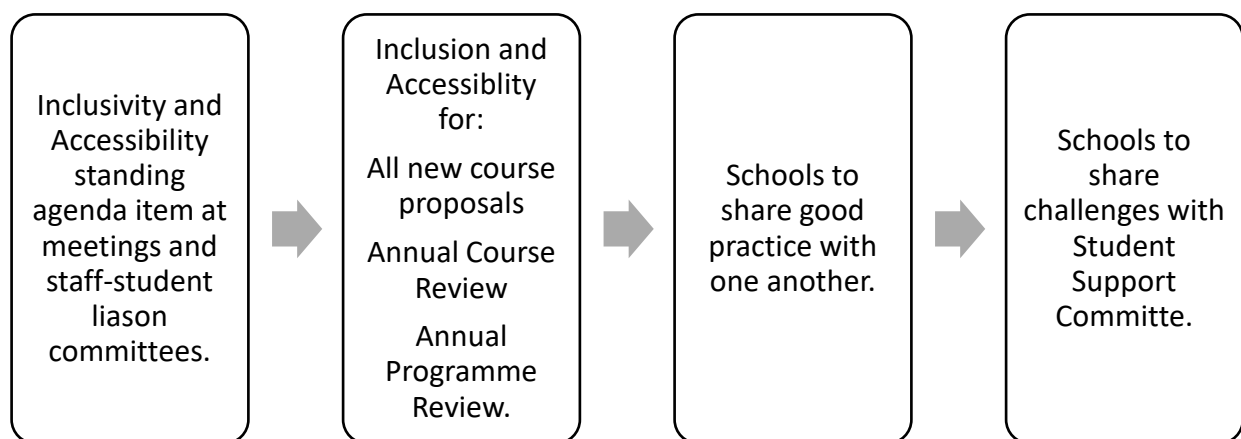 Inclusivity and
Accessibility
standing
agenda item at
meetings and
staff-student
liason
committees.
Inclusion and
Accessiblity
for:
All new course
proposals
Annual Course
Review
Annual
Programme
Review.
Schools to
share good
practice with
one another.
Schools to
share
challenges with
Student
Support
Committe.